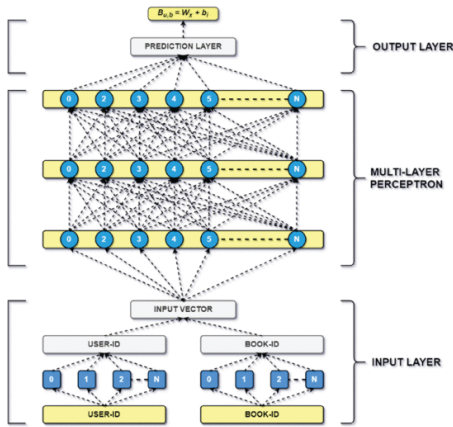 B_{u,b} = W_x + b_i
PREDICTION LAYER
OUTPUT LAYER
0 2 3 4 5 N
0 2 3 4 5 N
MULTI-LAYER
PERCEPTRON
0 2 3 4 5 N
INPUT VECTOR
USER-ID BOOK-ID
INPUT LAYER
0 1 2 N 0 1 2 N
USER-ID BOOK-ID